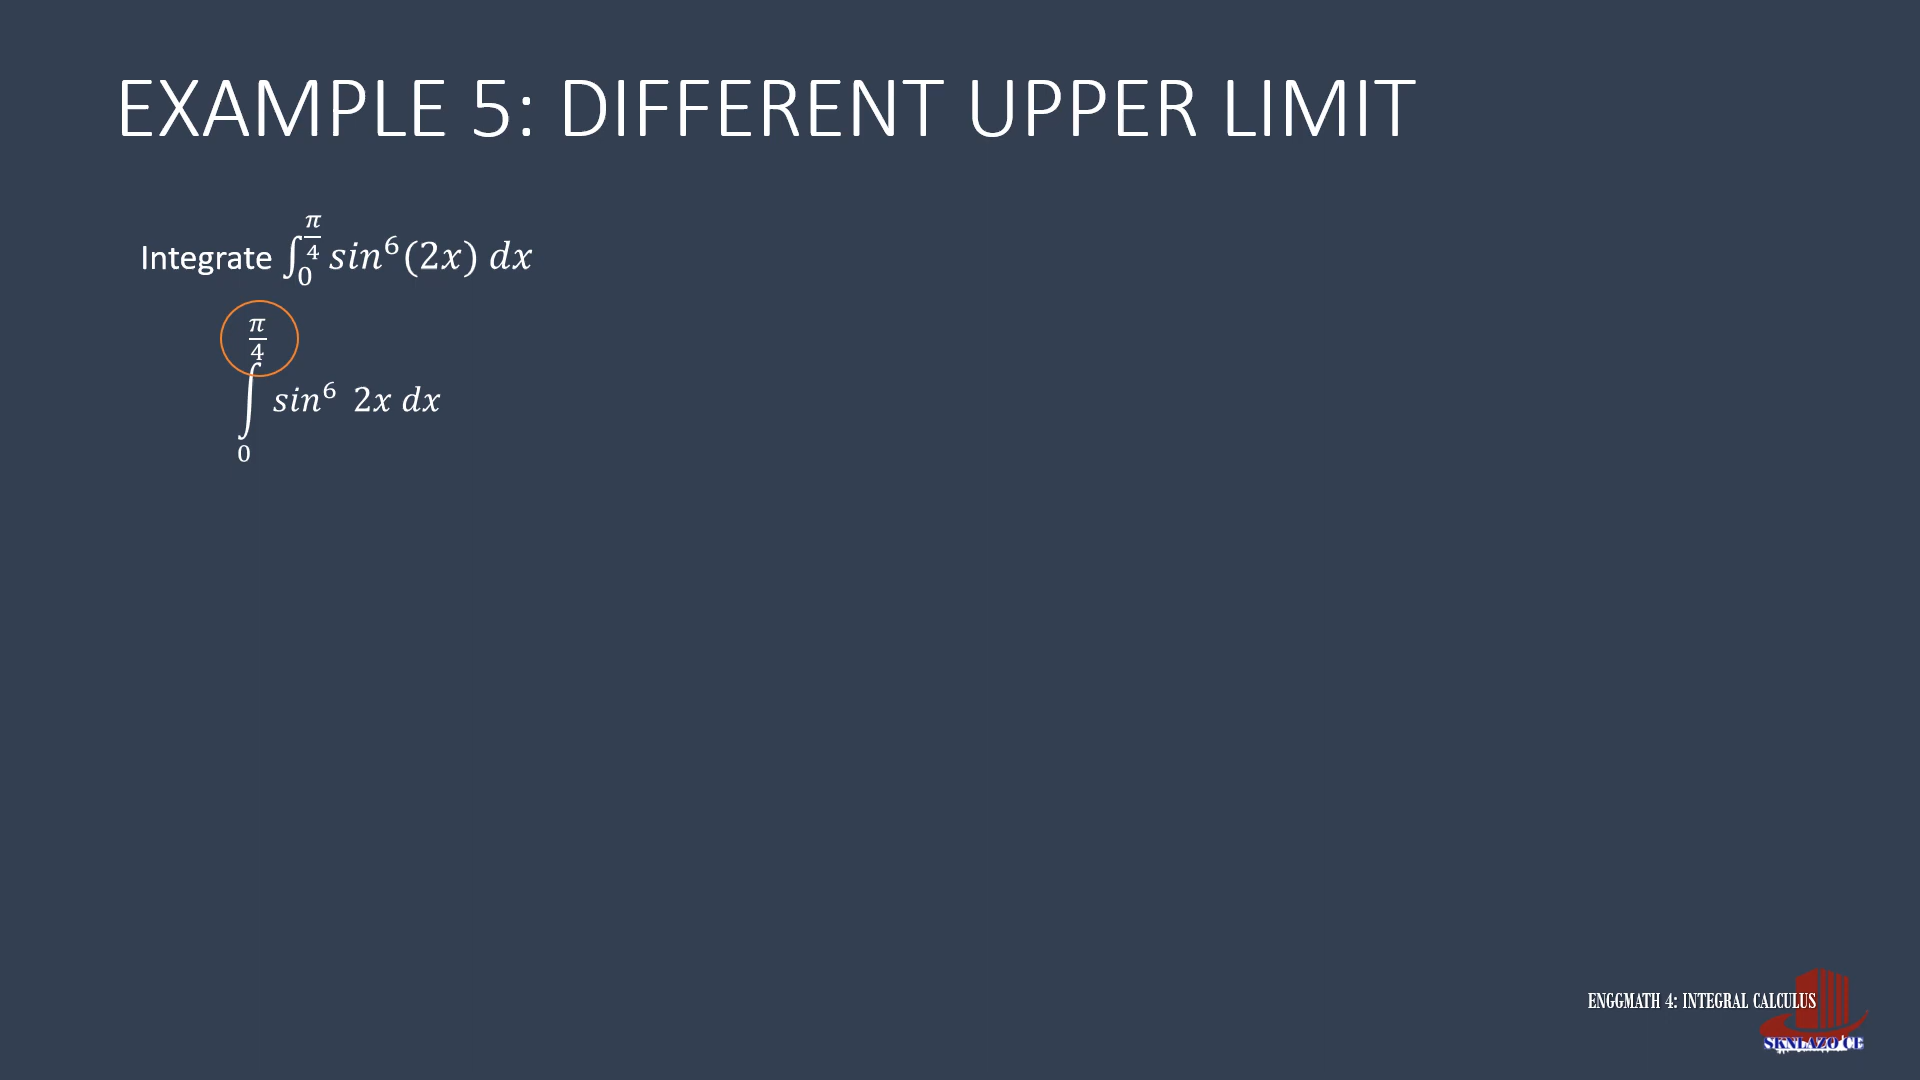 EXAMPLE 5: DIFFERENT UPPER LIMIT
Integrate ∫₀^(π/4) sin⁶(2x) dx
π/4
∫ sin⁶ 2x dx
0
ENGGMATH 4: INTEGRAL CALCULUS